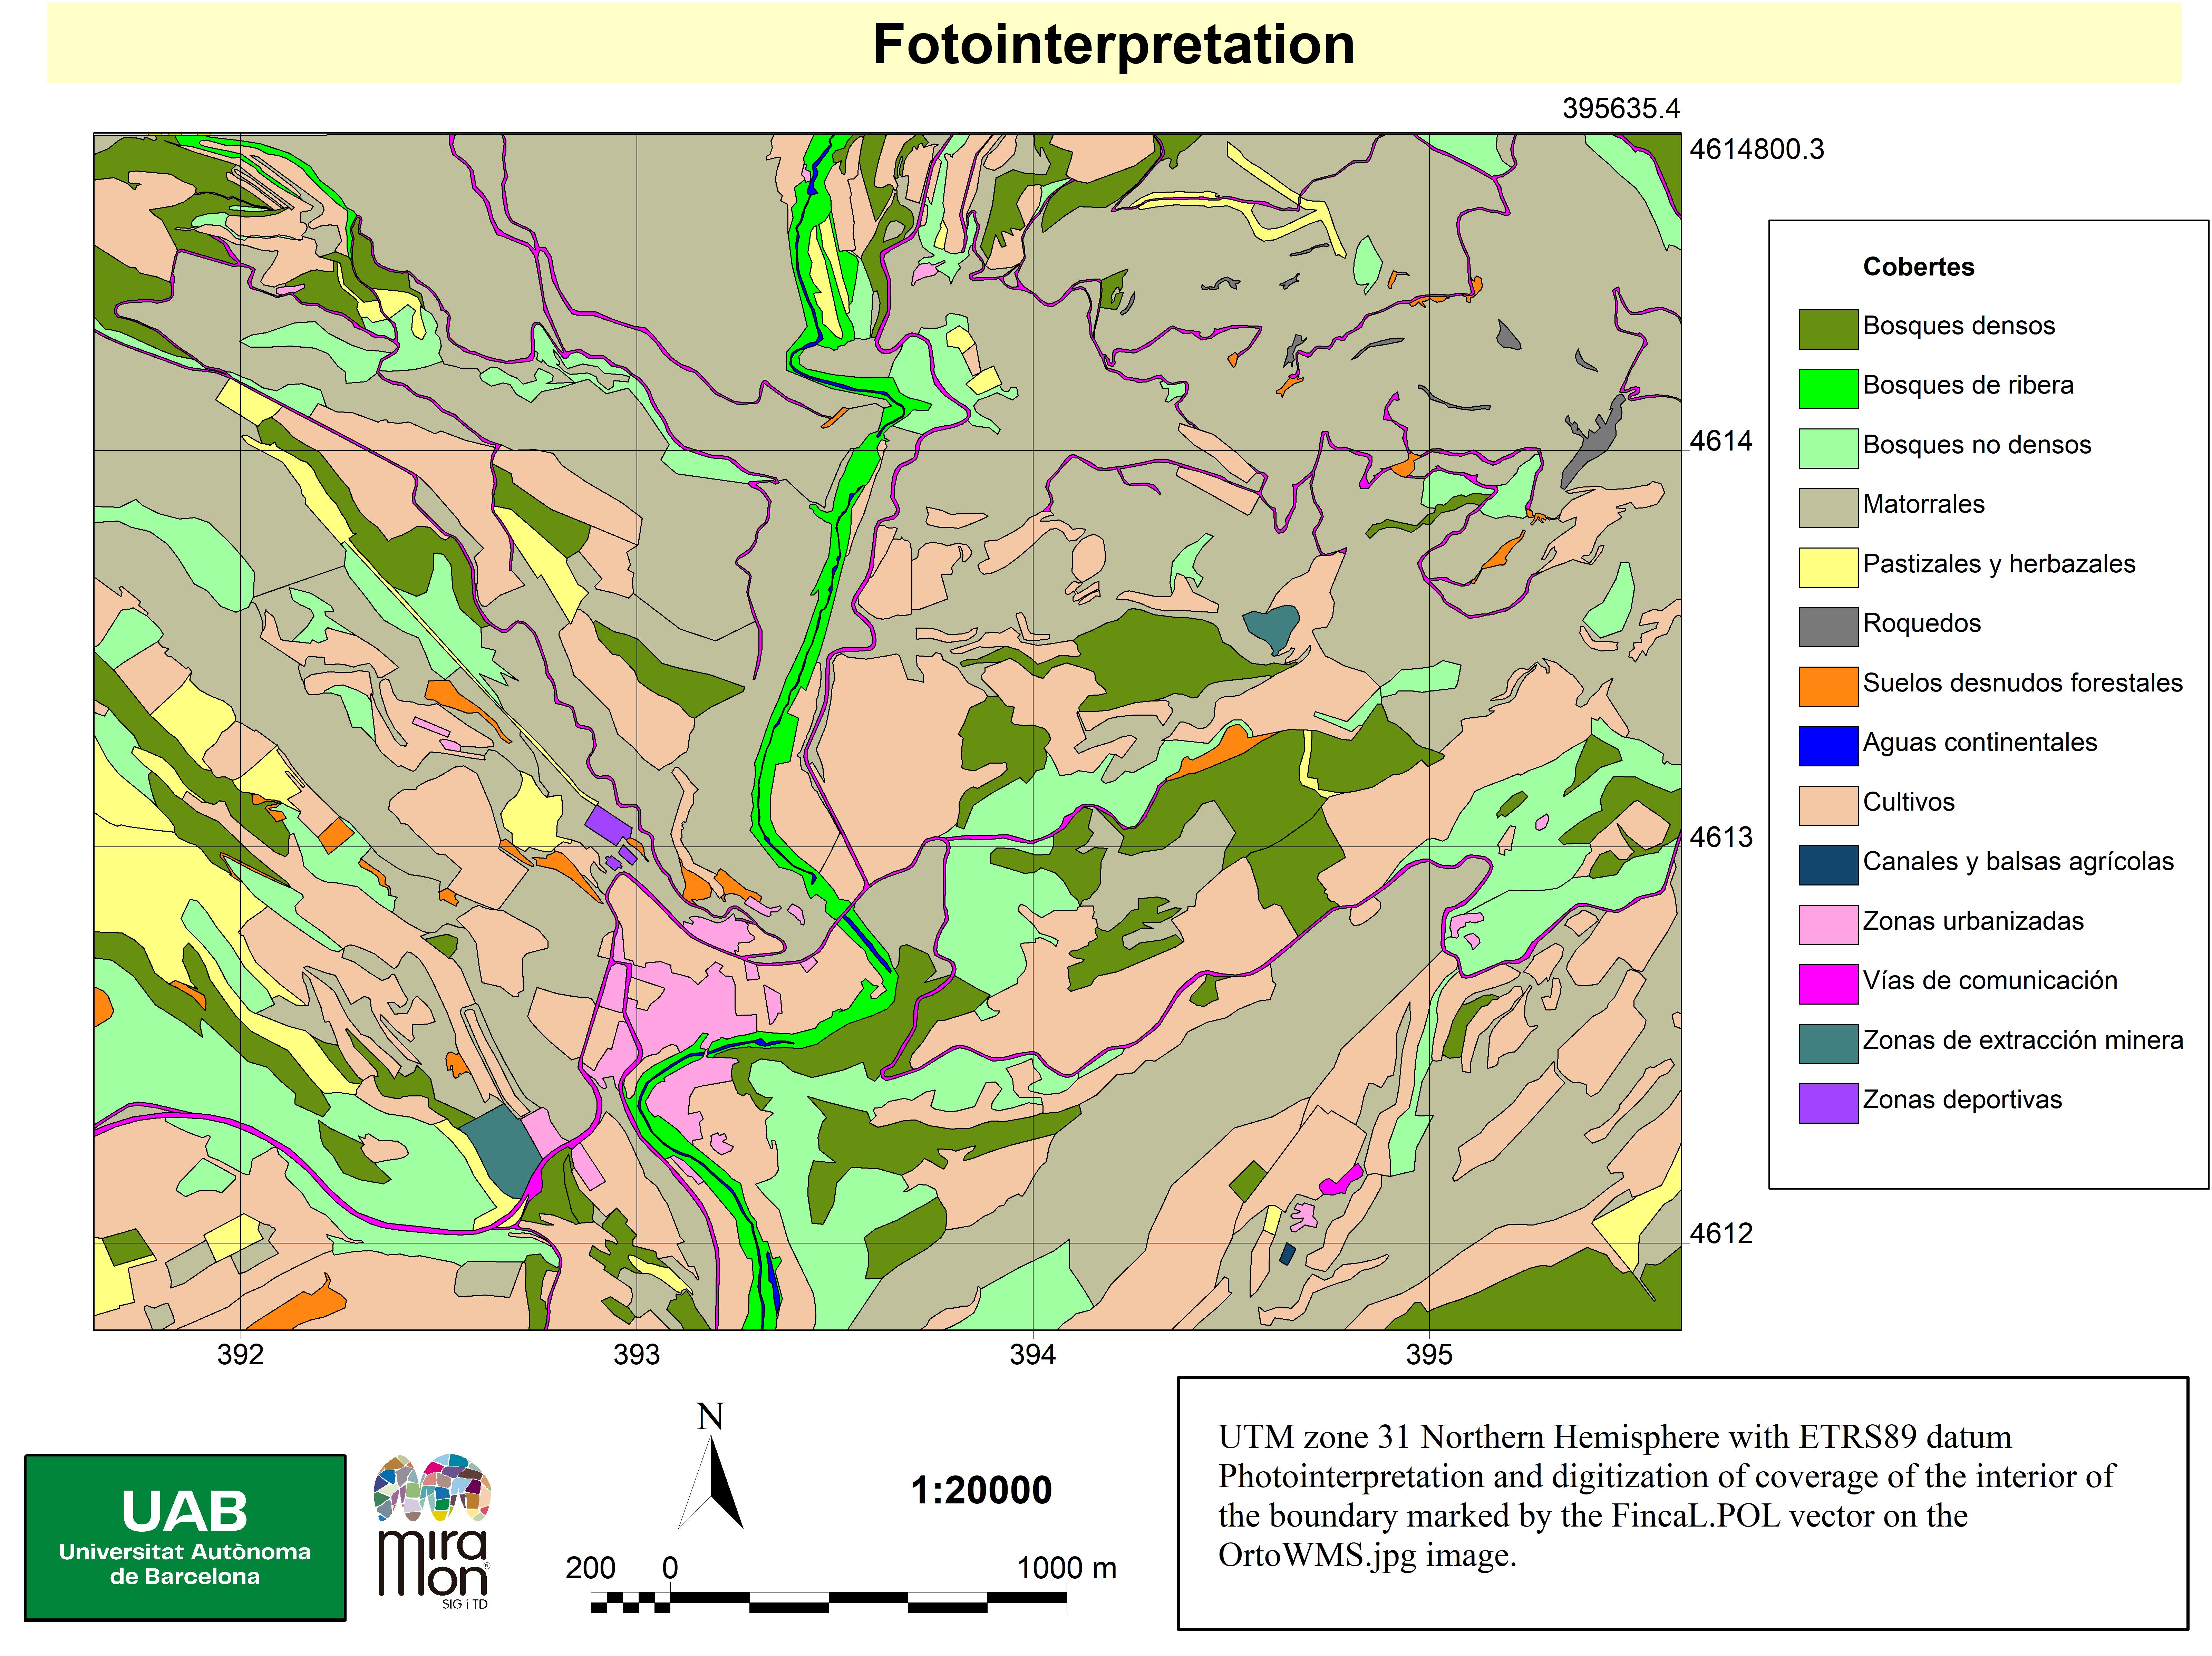 Fotointerpretation
395635.4
4614800.3
4614
4613
4612
392
393
394
395
Cobertes
Bosques densos
Bosques de ribera
Bosques no densos
Matorrales
Pastizales y herbazales
Roquedos
Suelos desnudos forestales
Aguas continentales
Cultivos
Canales y balsas agrícolas
Zonas urbanizadas
Vías de comunicación
Zonas de extracción minera
Zonas deportivas
UAB
Universitat Autònoma
de Barcelona
mira
mon®
SIG i TD
N
1:20000
200 0 1000 m
UTM zone 31 Northern Hemisphere with ETRS89 datum
Photointerpretation and digitization of coverage of the interior of
the boundary marked by the FincaL.POL vector on the
OrtoWMS.jpg image.